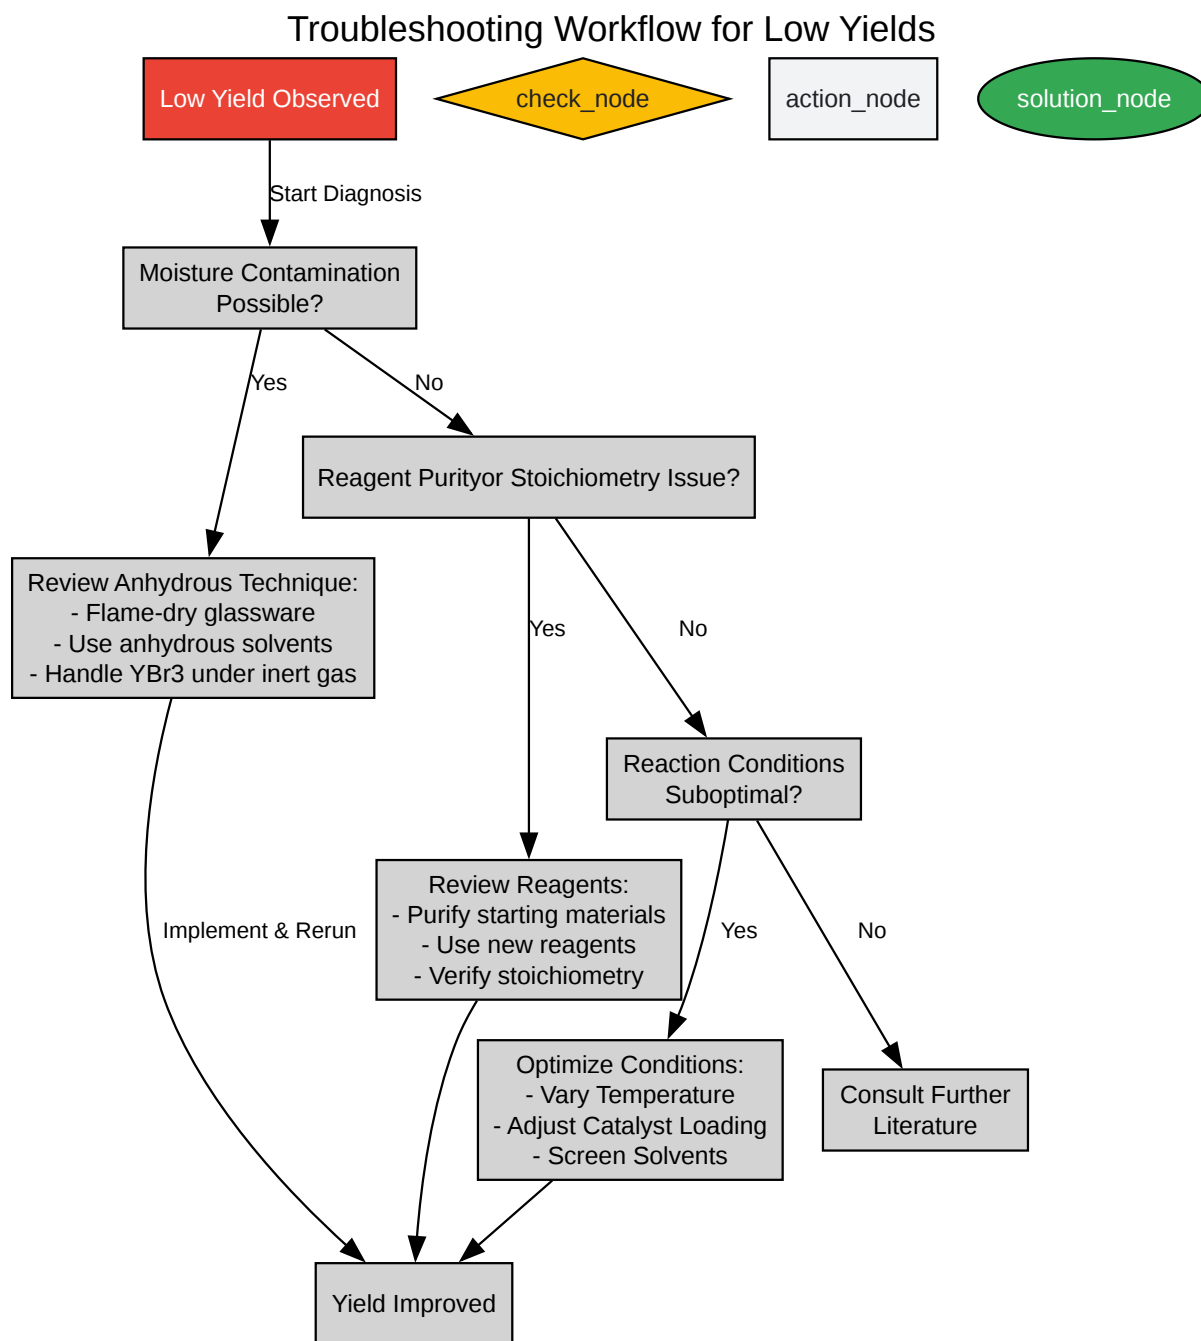 Troubleshooting Workflow for Low Yields
Low Yield Observed
check_node
action_node
solution_node
Start Diagnosis
Moisture Contamination
Possible?
Yes
No
Reagent Purityor Stoichiometry Issue?
Review Anhydrous Technique:
- Flame-dry glassware
- Use anhydrous solvents
- Handle YBr3 under inert gas
Yes
No
Reaction Conditions
Suboptimal?
Review Reagents:
- Purify starting materials
- Use new reagents
- Verify stoichiometry
Implement & Rerun
Yes
No
Optimize Conditions:
- Vary Temperature
- Adjust Catalyst Loading
- Screen Solvents
Consult Further
Literature
Yield Improved